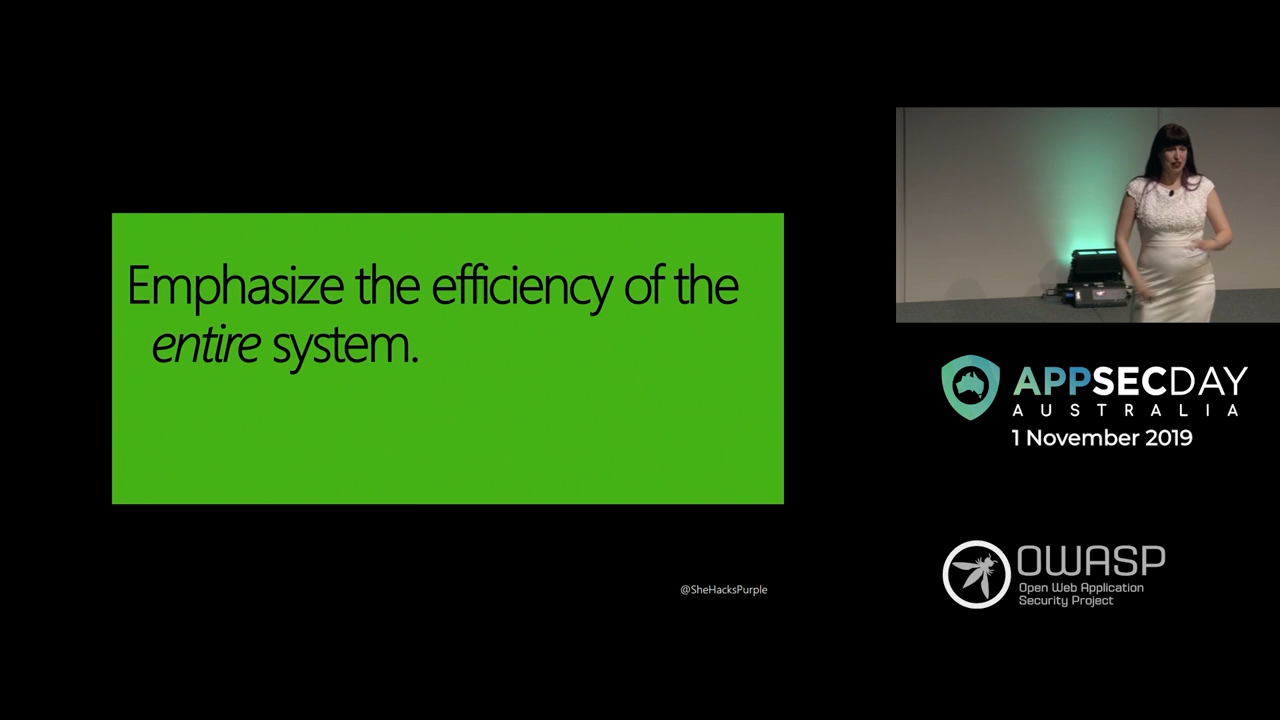 Emphasize the efficiency of the
entire system.
@SheHacksPurple
APPSECDAY
AUSTRALIA
1 November 2019
OWASP
Open Web Application
Security Project